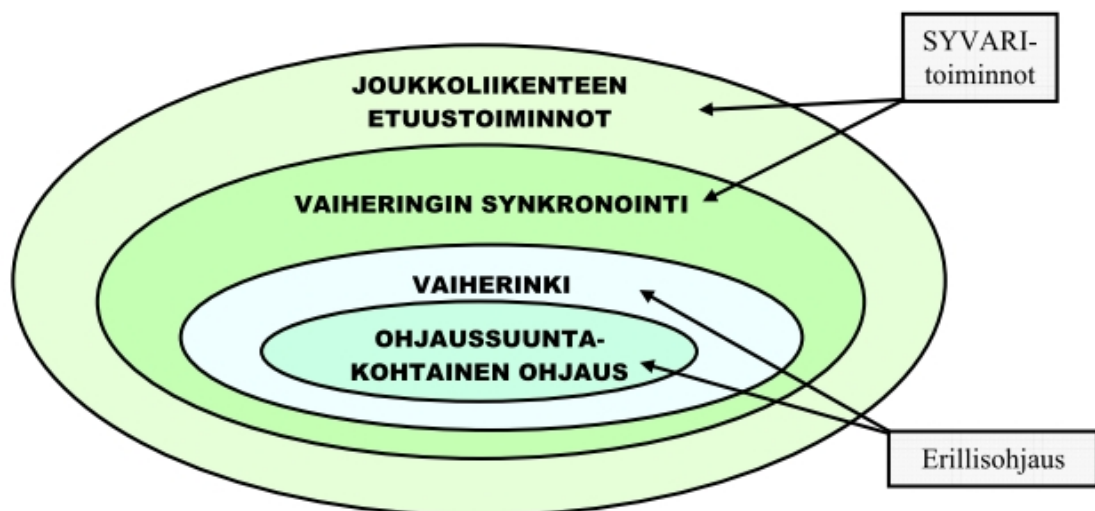 SYVARI-
toiminnot
JOUKKOLIIKENTEEN
ETUUSTOIMINNOT
VAIHERINGIN SYNKRONOINTI
VAIHERINKI
OHJAUSSUUNTA-
KOHTAINEN OHJAUS
Erillisohjaus